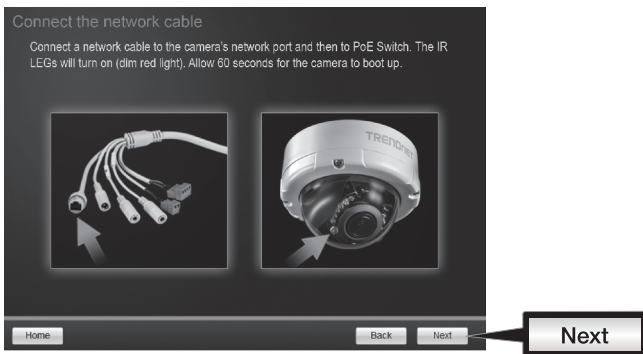 Connect the network cable
Connect a network cable to the camera's network port and then to PoE Switch. The IR
LEGs will turn on (dim red light). Allow 60 seconds for the camera to boot up.
TRENDnet
Home
Back
Next
Next